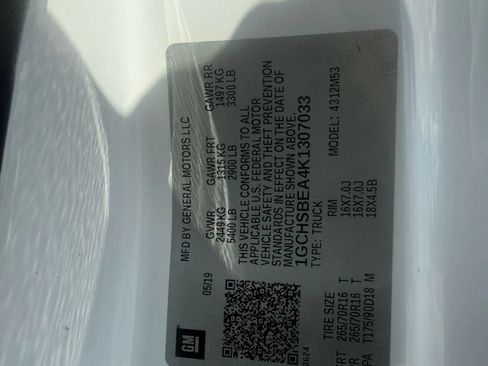 MFD BY GENERAL MOTORS LLC
05/19
GVWR GAWR FRT GAWR RR
2449 KG 1315 KG 1497 KG
5400 LB 2900 LB 3300 LB
THIS VEHICLE CONFORMS TO ALL
APPLICABLE U.S. FEDERAL MOTOR
VEHICLE SAFETY AND THEFT PREVENTION
STANDARDS IN EFFECT ON THE DATE OF
MANUFACTURE SHOWN ABOVE.
1GCHSBEA4K1307033
TYPE: TRUCK MODEL: 4312M53
GM
TIRE SIZE RIM
FRT 265/70R16 T 16X7.0J
265/70R16 T 16X7.0J
T175/90D18 M 18X4.5B